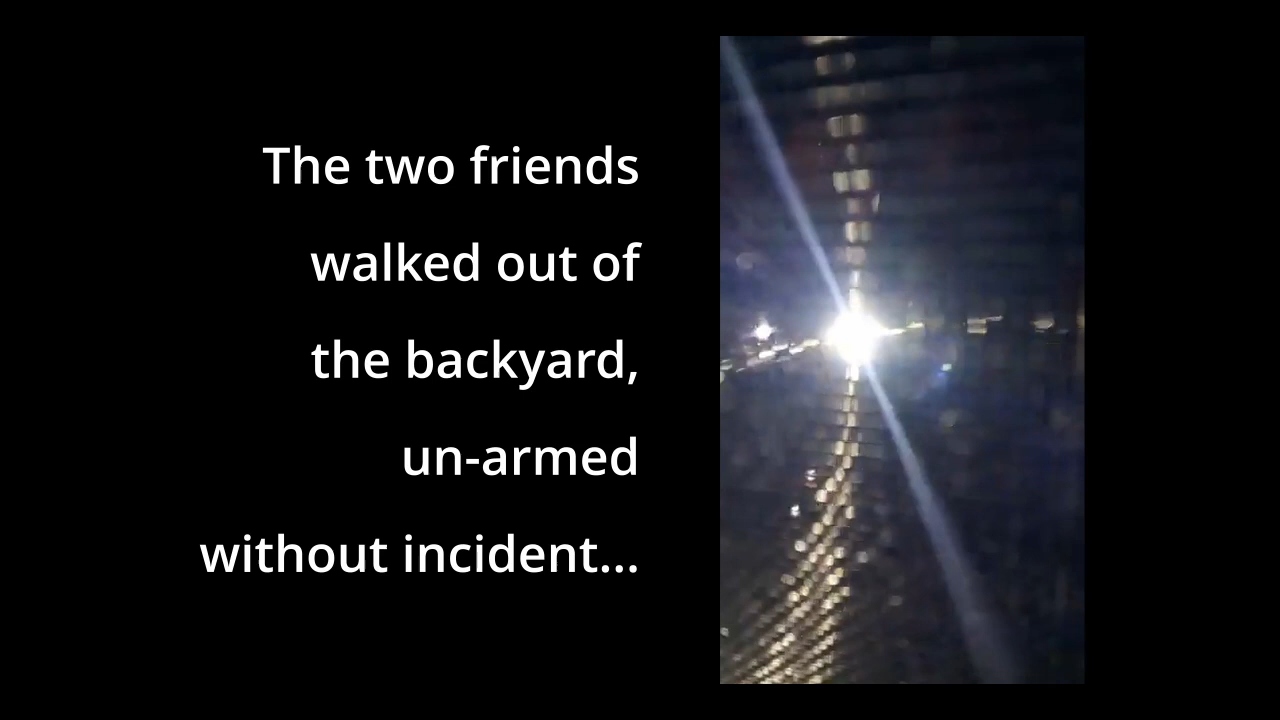 The two friends
walked out of
the backyard,
un-armed
without incident...